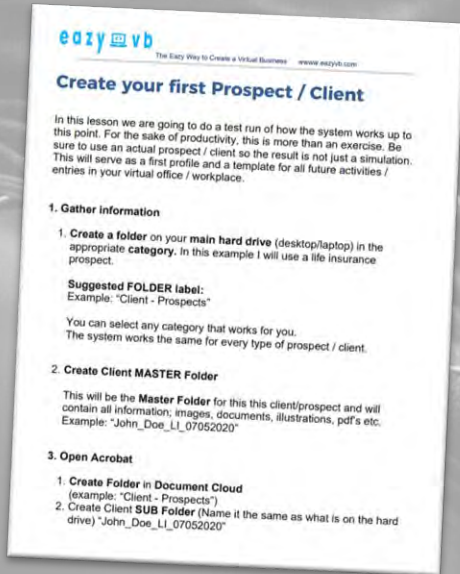 eazy vb
The Eazy Way to Create a Virtual Business www.eazyvb.com
Create your first Prospect / Client
In this lesson we are going to do a test run of how the system works up to
this point. For the sake of productivity, this is more than an exercise. Be
sure to use an actual prospect / client so the result is not just a simulation.
This will serve as a first profile and a template for all future activities /
entries in your virtual office / workplace.
1. Gather information
1. Create a folder on your main hard drive (desktop/laptop) in the
appropriate category. In this example I will use a life insurance
prospect.
Suggested FOLDER label:
Example: “Client - Prospects”
You can select any category that works for you.
The system works the same for every type of prospect / client.
2. Create Client MASTER Folder
This will be the Master Folder for this this client/prospect and will
contain all information; images, documents, illustrations, pdf's etc.
Example: “John_Doe_LI_07052020”
3. Open Acrobat
1. Create Folder in Document Cloud
(example: “Client - Prospects”)
2. Create Client SUB Folder (Name it the same as what is on the hard
drive) “John_Doe_LI_07052020”